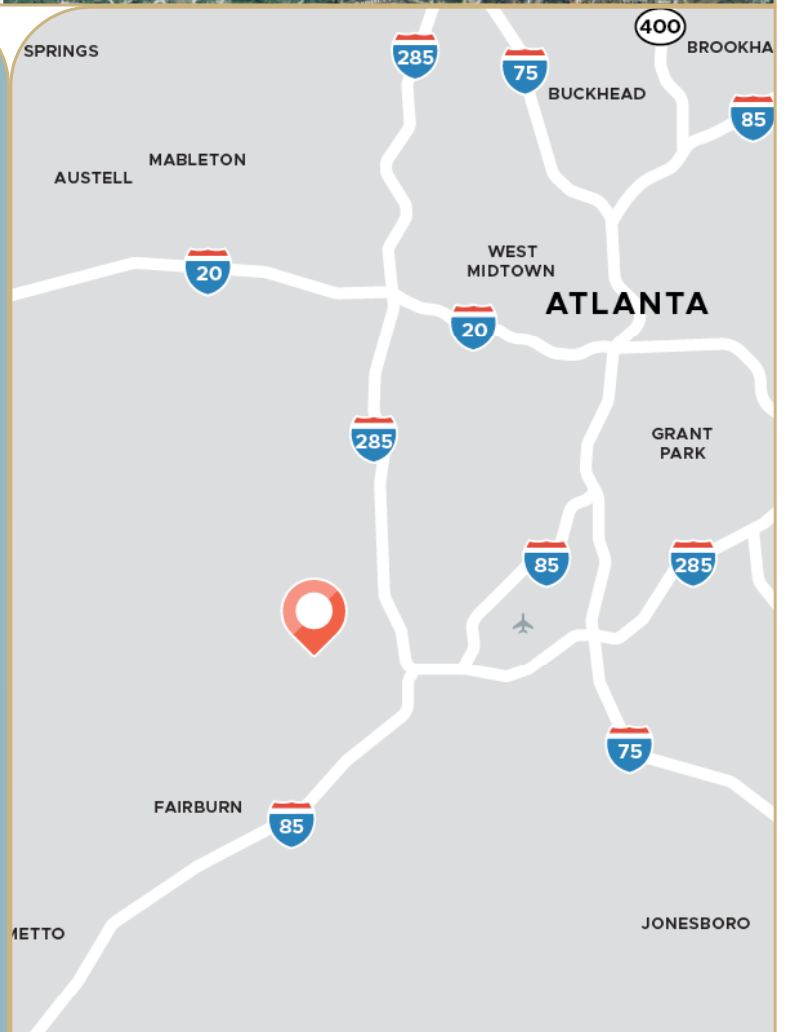 400
SPRINGS
BROOKHA
285
75
BUCKHEAD
85
MABLETON
AUSTELL
WEST
MIDTOWN
20
ATLANTA
20
285
GRANT
PARK
85
285
75
FAIRBURN
85
JONESBORO
METTO